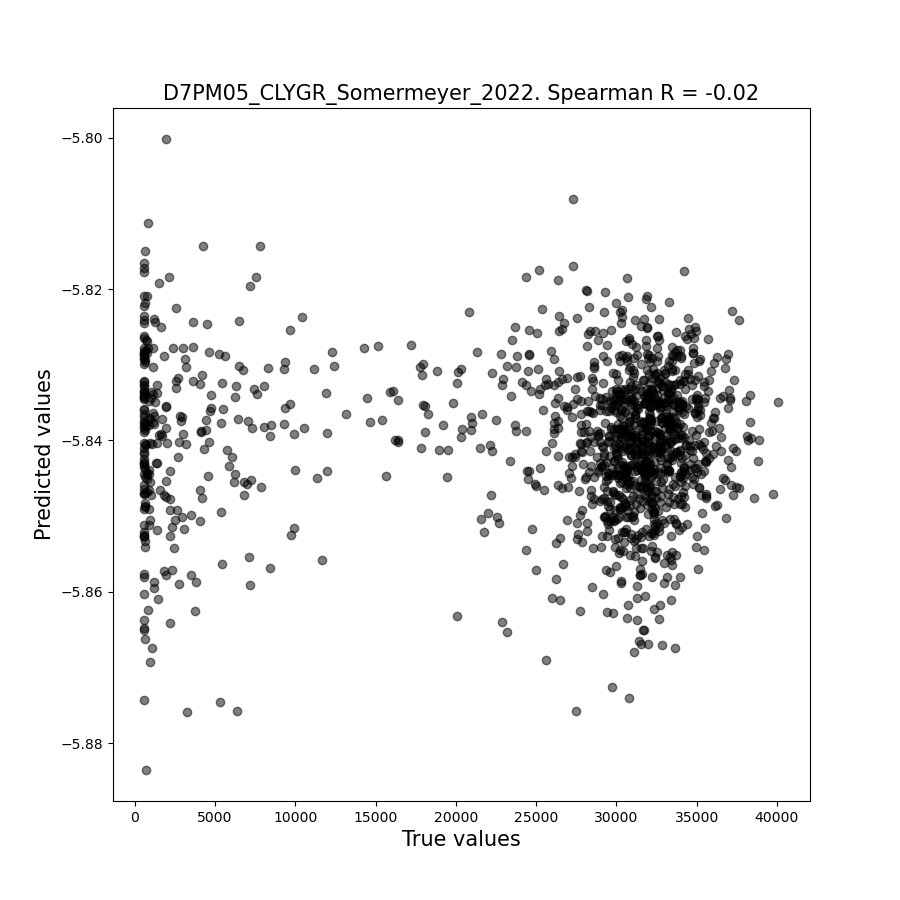 D7PM05_CLYGR_Somermeyer_2022. Spearman R = -0.02
−5.80
−5.82
−5.84
−5.86
−5.88
Predicted values
0 5000 10000 15000 20000 25000 30000 35000 40000
True values